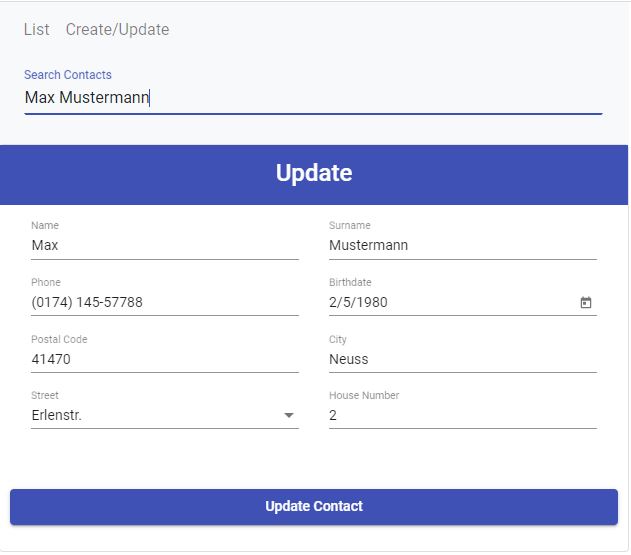 List Create/Update
Search Contacts
Max Mustermann
Update
Name Surname
Max Mustermann
Phone Birthdate
(0174) 145-57788 2/5/1980
Postal Code City
41470 Neuss
Street House Number
Erlenstr. 2
Update Contact